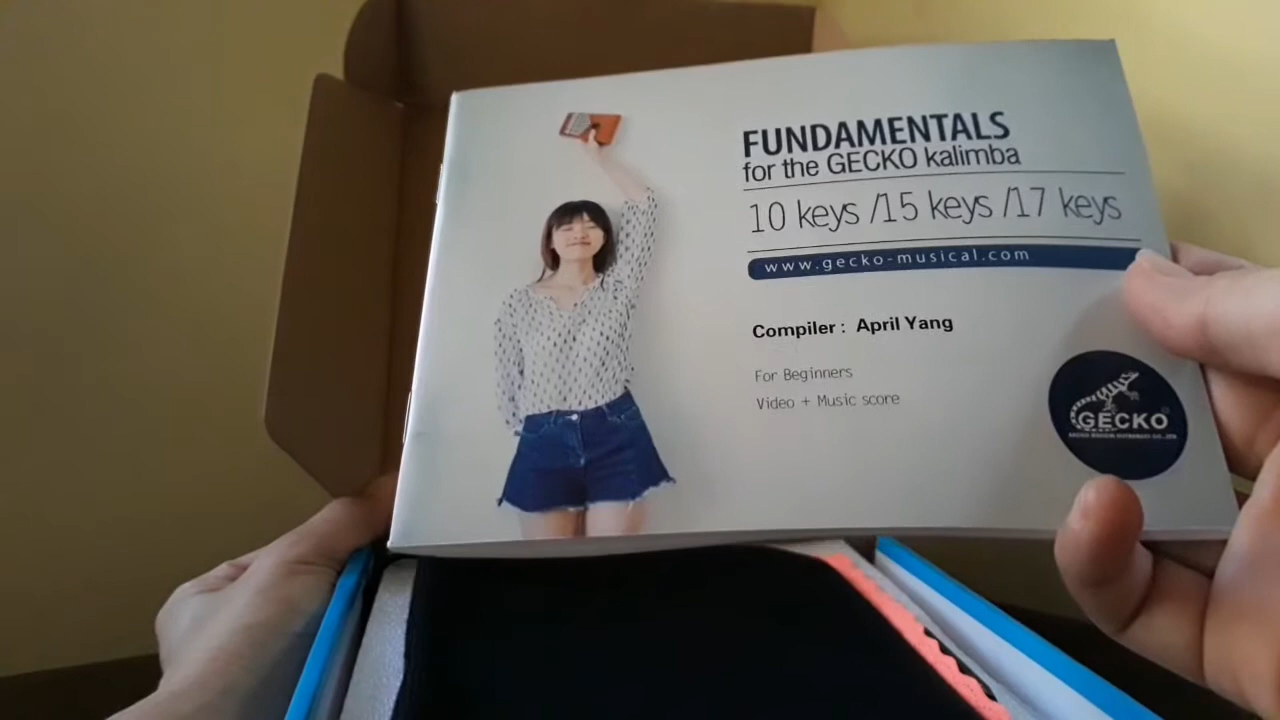 FUNDAMENTALS
for the GECKO kalimba
10 keys /15 keys /17 keys
www.gecko-musical.com
Compiler : April Yang
For Beginners
Video + Music score
GECKO